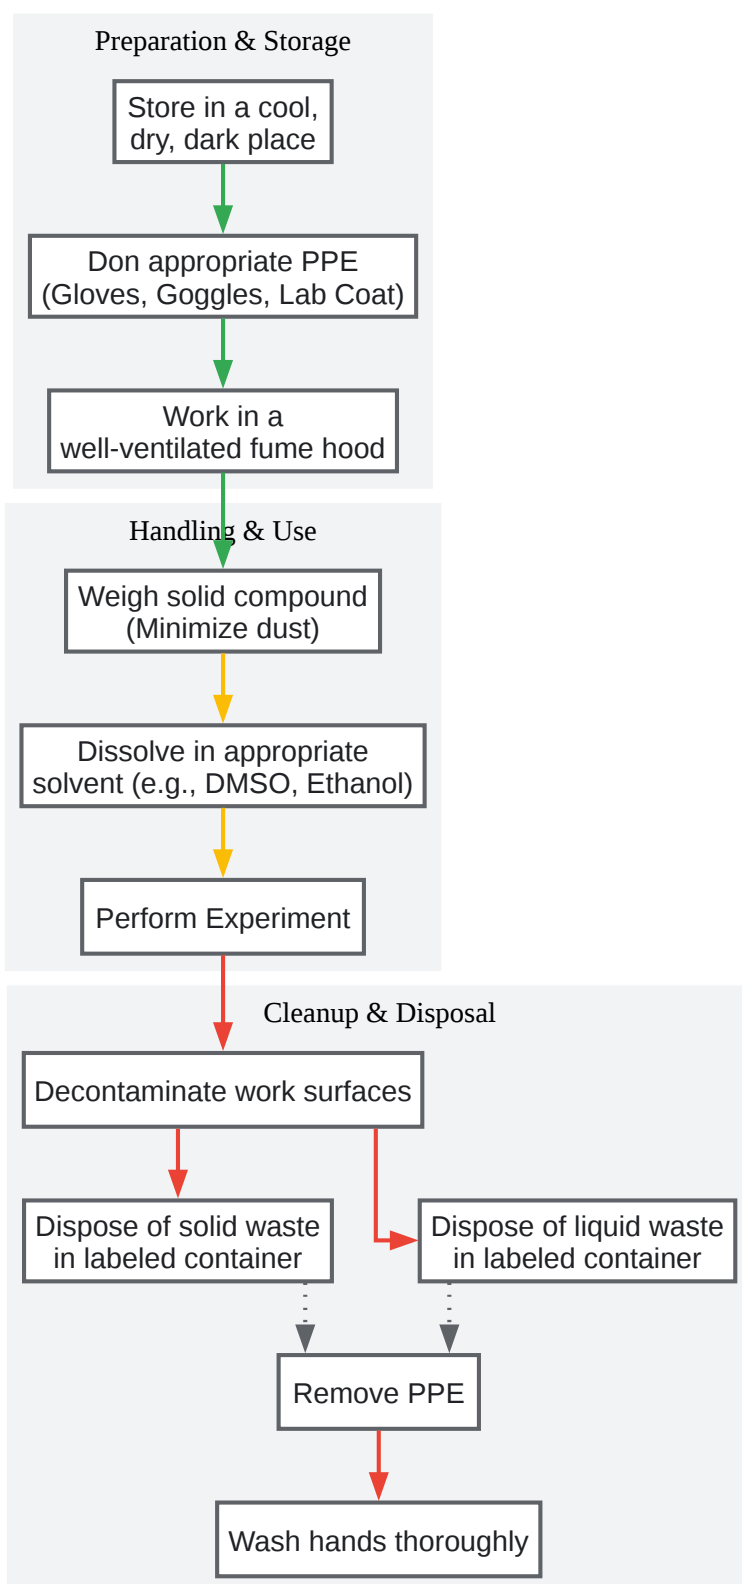 Preparation & Storage
Store in a cool,
dry, dark place
Don appropriate PPE
(Gloves, Goggles, Lab Coat)
Work in a
well-ventilated fume hood
Handling & Use
Weigh solid compound
(Minimize dust)
Dissolve in appropriate
solvent (e.g., DMSO, Ethanol)
Perform Experiment
Cleanup & Disposal
Decontaminate work surfaces
Dispose of solid waste
in labeled container
Dispose of liquid waste
in labeled container
Remove PPE
Wash hands thoroughly